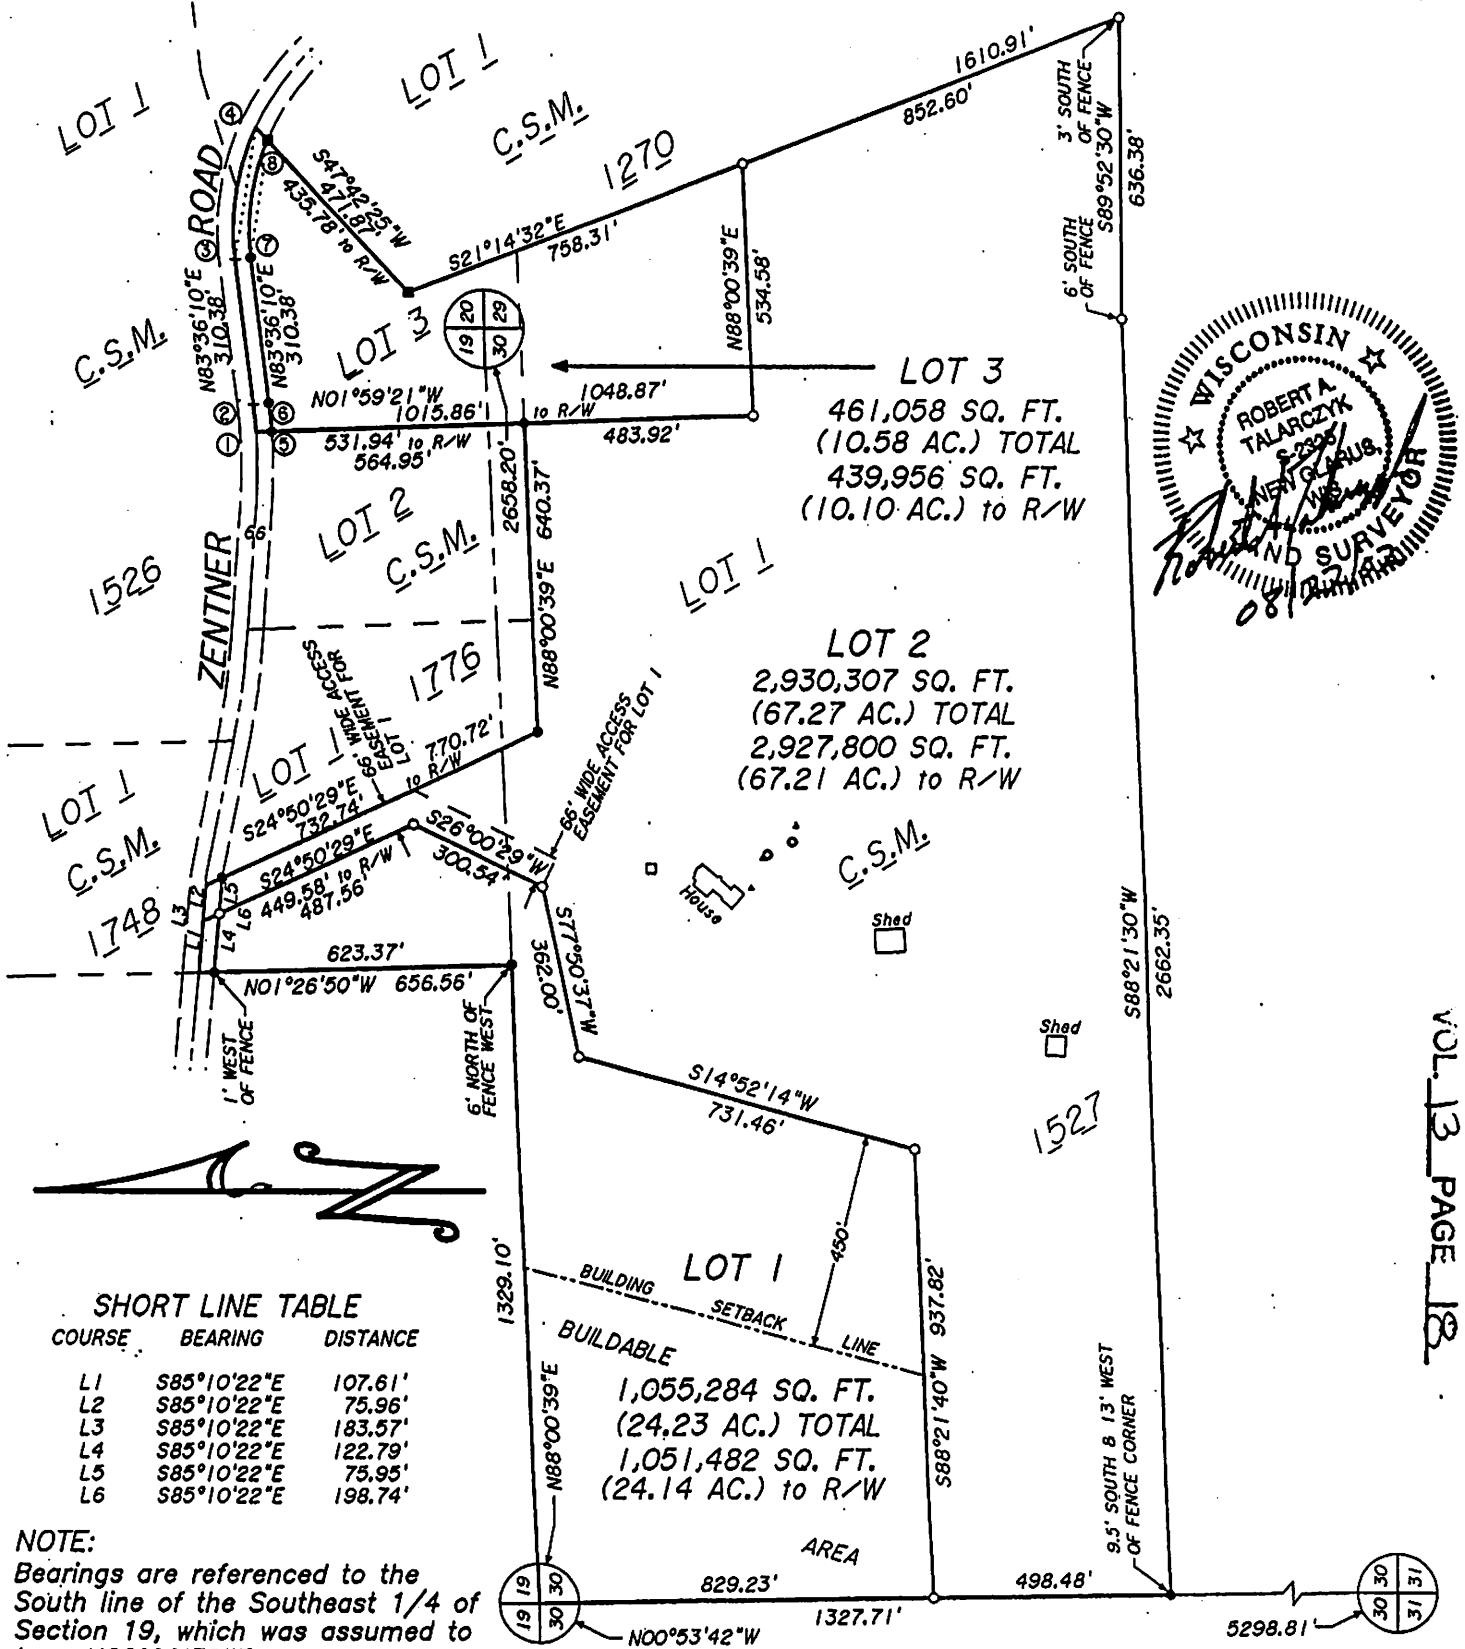 LOT 1
LOT 1
C.S.M.
1270
1610.91'
852.60'
3' SOUTH
OF FENCE
S89°52'30"W
636.38'
6' SOUTH
OF FENCE
④
⑧
ROAD
S47°42'25"W
471.87'
435.78' to R/W
S21°14'32"E
758.31'
③
⑦
N83°36'10"E
310.38'
N83°36'10"E
310.38'
C.S.M.
LOT 3
20 29
19 30
N88°00'39"E
534.58'
WISCONSIN
ROBERT A.
TALARCZYK
S-2325
NEW GLARUS,
WIS.
LAND SURVEYOR
②
⑥
①
⑤
N01°59'21"W
1015.86' to R/W
1048.87'
531.94' to R/W
564.95'
483.92'
LOT 3
461,058 SQ. FT.
(10.58 AC.) TOTAL
439,956 SQ. FT.
(10.10 AC.) to R/W
2658.20'
N88°00'39"E 640.37'
66'
LOT 2
C.S.M.
1526
ZENTNER
LOT 1
LOT 2
2,930,307 SQ. FT.
(67.27 AC.) TOTAL
2,927,800 SQ. FT.
(67.21 AC.) to R/W
1776
66' WIDE ACCESS
EASEMENT FOR
LOT 1
LOT 1
770.72'
to R/W
S24°50'29"E
732.74'
66' WIDE ACCESS
EASEMENT FOR LOT 1
LOT 1
C.S.M.
1748
S24°50'29"E
449.58' to R/W
487.56'
S26°00'29"W
300.54'
L3
L2
L1
L5
L6
L4
House
Shed
C.S.M.
S88°21'30"W
2662.35'
S77°50'37"W
362.00'
623.37'
N01°26'50"W 656.56'
1' WEST
OF FENCE
6' NORTH OF
FENCE WEST
Shed
1527
S14°52'14"W
731.46'
VOL. 13 PAGE 18
N
450'
LOT 1
BUILDING SETBACK LINE
BUILDABLE
1,055,284 SQ. FT.
(24.23 AC.) TOTAL
1,051,482 SQ. FT.
(24.14 AC.) to R/W
AREA
1329.10'
N88°00'39"E
S88°21'40"W 937.82'
9.5' SOUTH & 13' WEST
OF FENCE CORNER
SHORT LINE TABLE
COURSE BEARING DISTANCE
L1 S85°10'22"E 107.61'
L2 S85°10'22"E 75.96'
L3 S85°10'22"E 183.57'
L4 S85°10'22"E 122.79'
L5 S85°10'22"E 75.95'
L6 S85°10'22"E 198.74'
NOTE:
Bearings are referenced to the
South line of the Southeast 1/4 of
Section 19, which was assumed to
19 30
19 30
829.23'
498.48'
1327.71'
N00°53'42"W
5298.81'
30 31
30 31